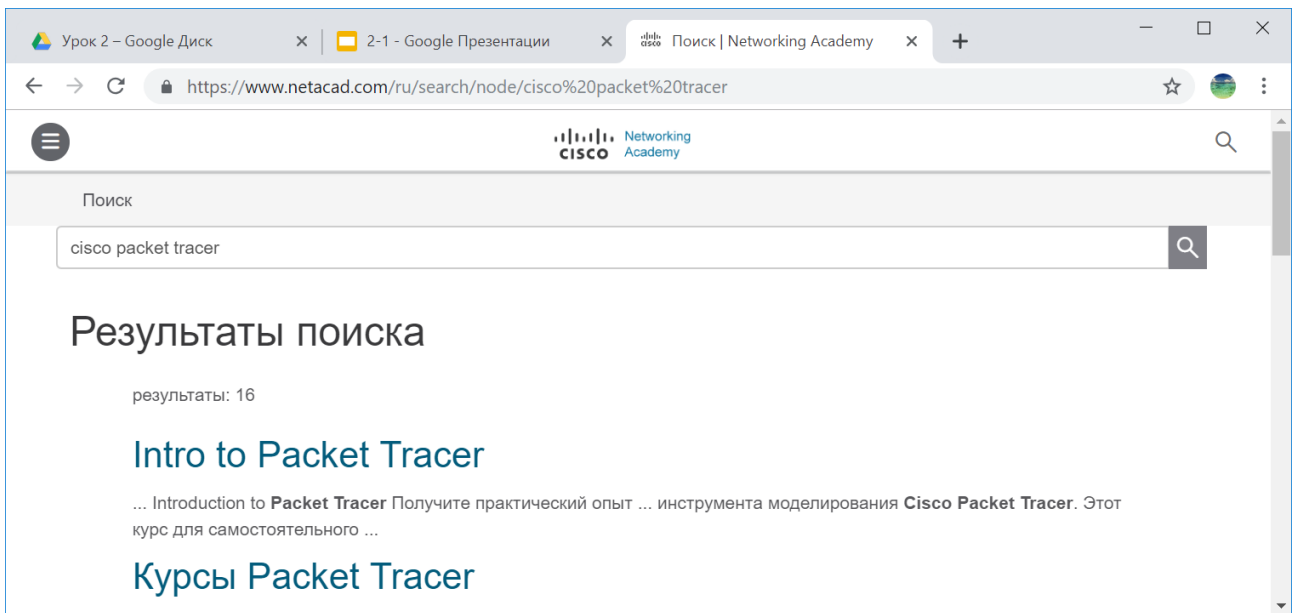 Урок 2 – Google Диск
2-1 - Google Презентации
Поиск | Networking Academy
https://www.netacad.com/ru/search/node/cisco%20packet%20tracer
CISCO Networking Academy
Поиск
cisco packet tracer
Результаты поиска
результаты: 16
Intro to Packet Tracer
... Introduction to Packet Tracer Получите практический опыт ... инструмента моделирования Cisco Packet Tracer. Этот
курс для самостоятельного ...
Курсы Packet Tracer